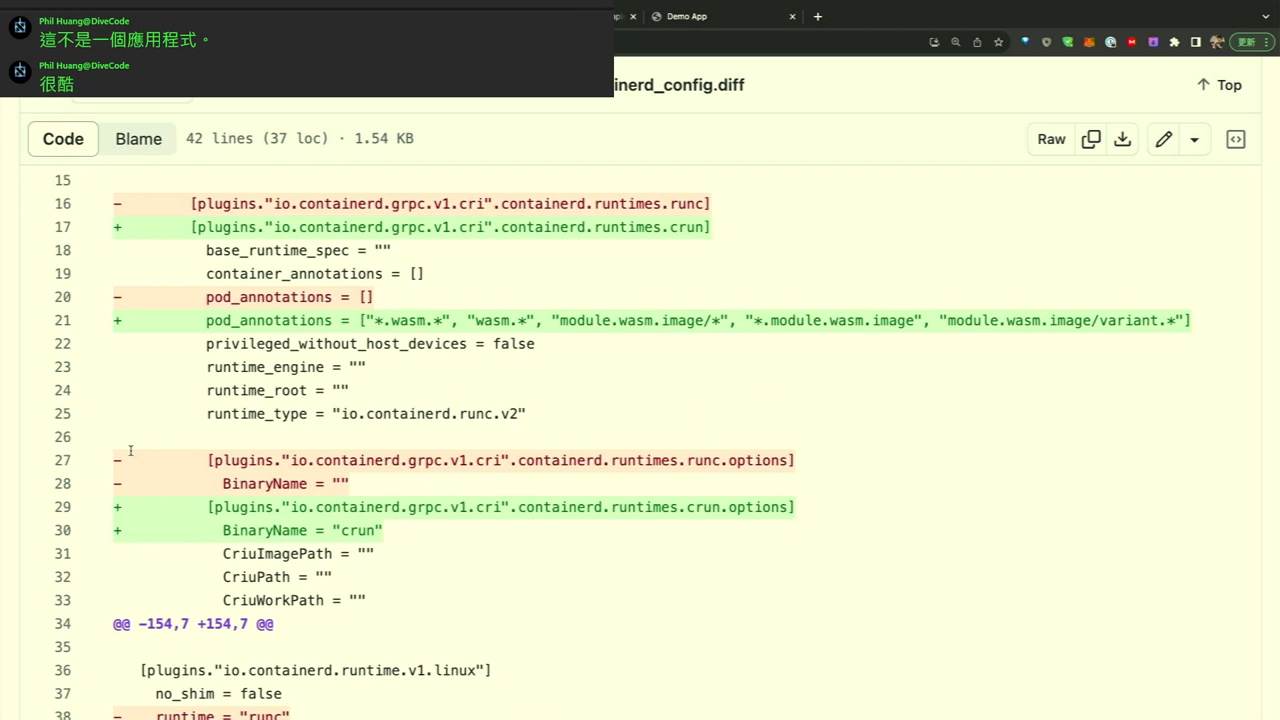 Phil Huang@DiveCode
這不是一個應用程式。
Phil Huang@DiveCode
很酷
Demo App
更新
inerd_config.diff
Top
Code Blame 42 lines (37 loc) · 1.54 KB Raw
15
16 - [plugins."io.containerd.grpc.v1.cri".containerd.runtimes.runc]
17 + [plugins."io.containerd.grpc.v1.cri".containerd.runtimes.crun]
18 base_runtime_spec = ""
19 container_annotations = []
20 - pod_annotations = []
21 + pod_annotations = ["*.wasm.*", "wasm.*", "module.wasm.image/*", "*.module.wasm.image", "module.wasm.image/variant.*"]
22 privileged_without_host_devices = false
23 runtime_engine = ""
24 runtime_root = ""
25 runtime_type = "io.containerd.runc.v2"
26
27 - [plugins."io.containerd.grpc.v1.cri".containerd.runtimes.runc.options]
28 - BinaryName = ""
29 + [plugins."io.containerd.grpc.v1.cri".containerd.runtimes.crun.options]
30 + BinaryName = "crun"
31 CriuImagePath = ""
32 CriuPath = ""
33 CriuWorkPath = ""
34 @@ -154,7 +154,7 @@
35
36 [plugins."io.containerd.runtime.v1.linux"]
37 no_shim = false
38 - runtime = "runc"